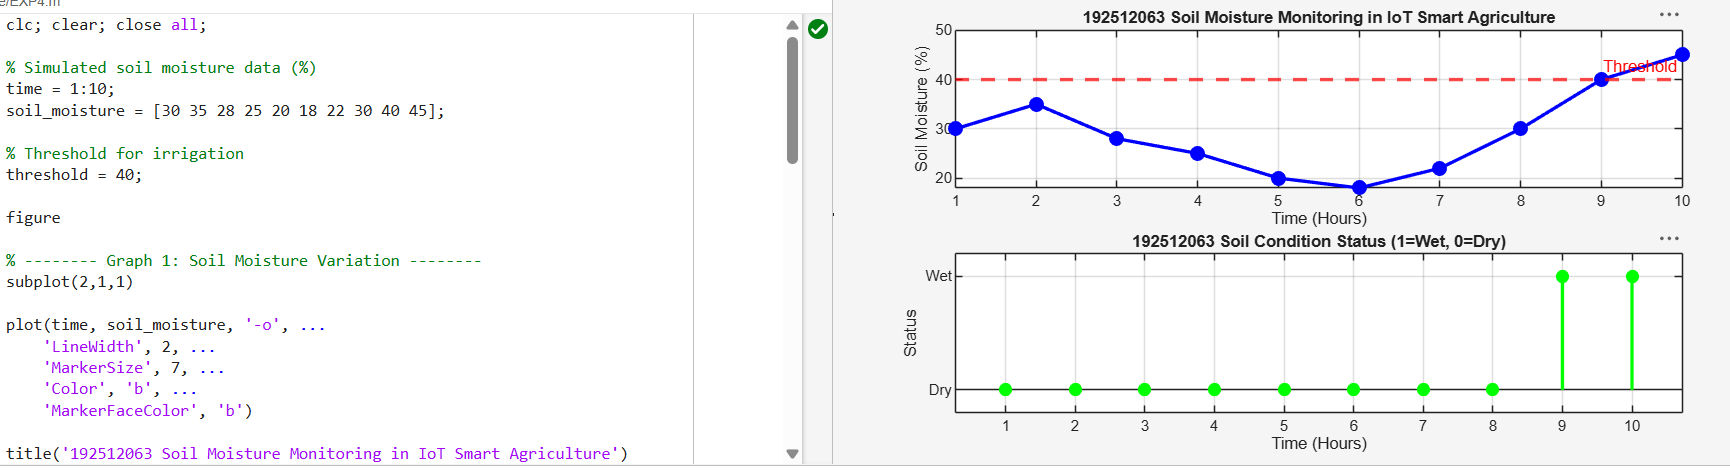 e/EXP4.m
clc; clear; close all;
% Simulated soil moisture data (%)
time = 1:10;
soil_moisture = [30 35 28 25 20 18 22 30 40 45];
% Threshold for irrigation
threshold = 40;
figure
% -------- Graph 1: Soil Moisture Variation --------
subplot(2,1,1)
plot(time, soil_moisture, '-o', ...
'LineWidth', 2, ...
'MarkerSize', 7, ...
'Color', 'b', ...
'MarkerFaceColor', 'b')
title('192512063 Soil Moisture Monitoring in IoT Smart Agriculture')
192512063 Soil Moisture Monitoring in IoT Smart Agriculture
Soil Moisture (%)
50
40
30
20
Threshold
1 2 3 4 5 6 7 8 9 10
Time (Hours)
192512063 Soil Condition Status (1=Wet, 0=Dry)
Status
Wet
Dry
1 2 3 4 5 6 7 8 9 10
Time (Hours)